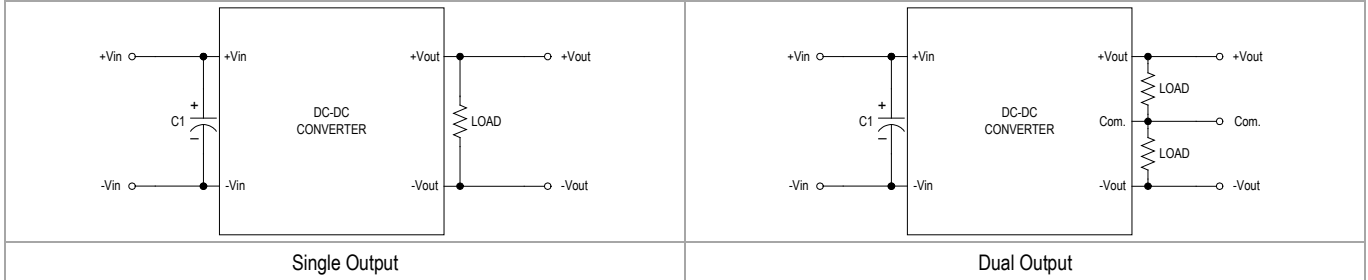 +Vin +Vin +Vout +Vout
+
C1
DC-DC
CONVERTER
LOAD
–
-Vin -Vin -Vout -Vout
Single Output
+Vin +Vin +Vout +Vout
LOAD
+
C1
DC-DC
CONVERTER
Com. Com.
–
LOAD
-Vin -Vin -Vout -Vout
Dual Output